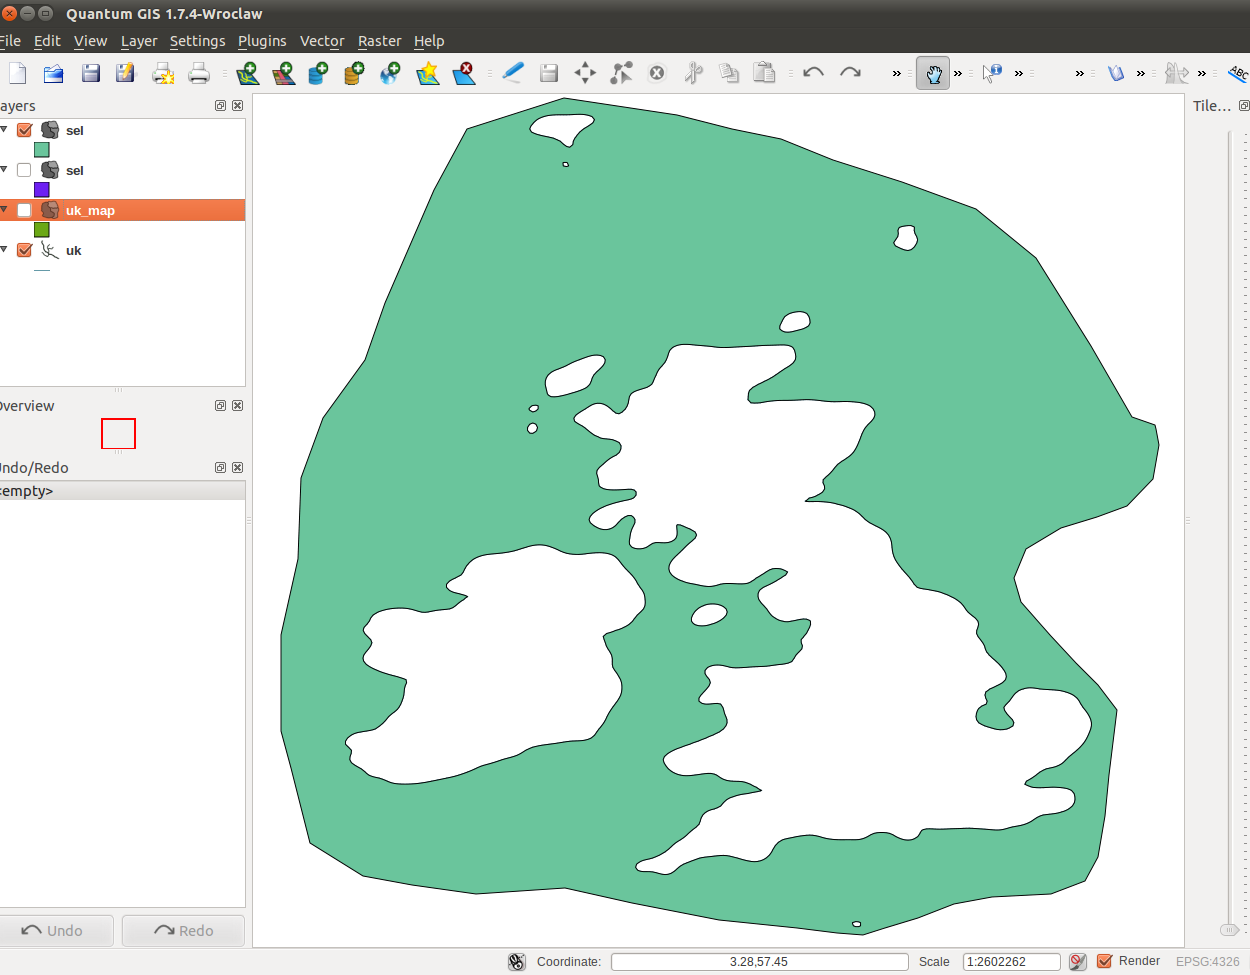 Quantum GIS 1.7.4-Wroclaw
File Edit View Layer Settings Plugins Vector Raster Help
ABC
ayers
Tile...
sel
sel
uk_map
uk
Overview
Undo/Redo
<empty>
Undo Redo
Coordinate: 3.28,57.45 Scale 1:2602262 Render EPSG:4326